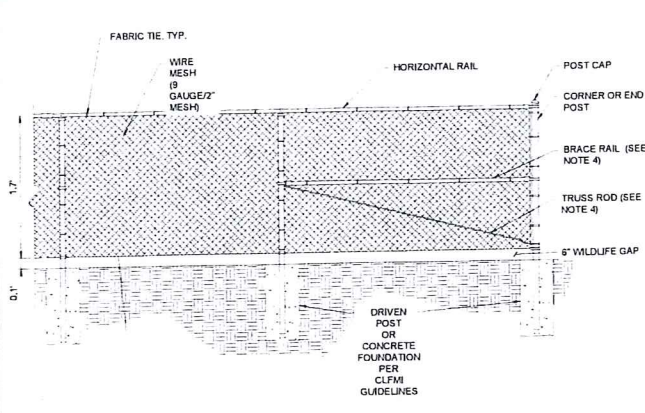 FABRIC TIE, TYP.
WIRE
MESH
(9
GAUGE/2"
MESH)
HORIZONTAL RAIL
POST CAP
CORNER OR END
POST
BRACE RAIL (SEE
NOTE 4)
TRUSS ROD (SEE
NOTE 4)
6" WILDLIFE GAP
1.7'
0.1'
DRIVEN
POST
OR
CONCRETE
FOUNDATION
PER
CLFMI
GUIDELINES